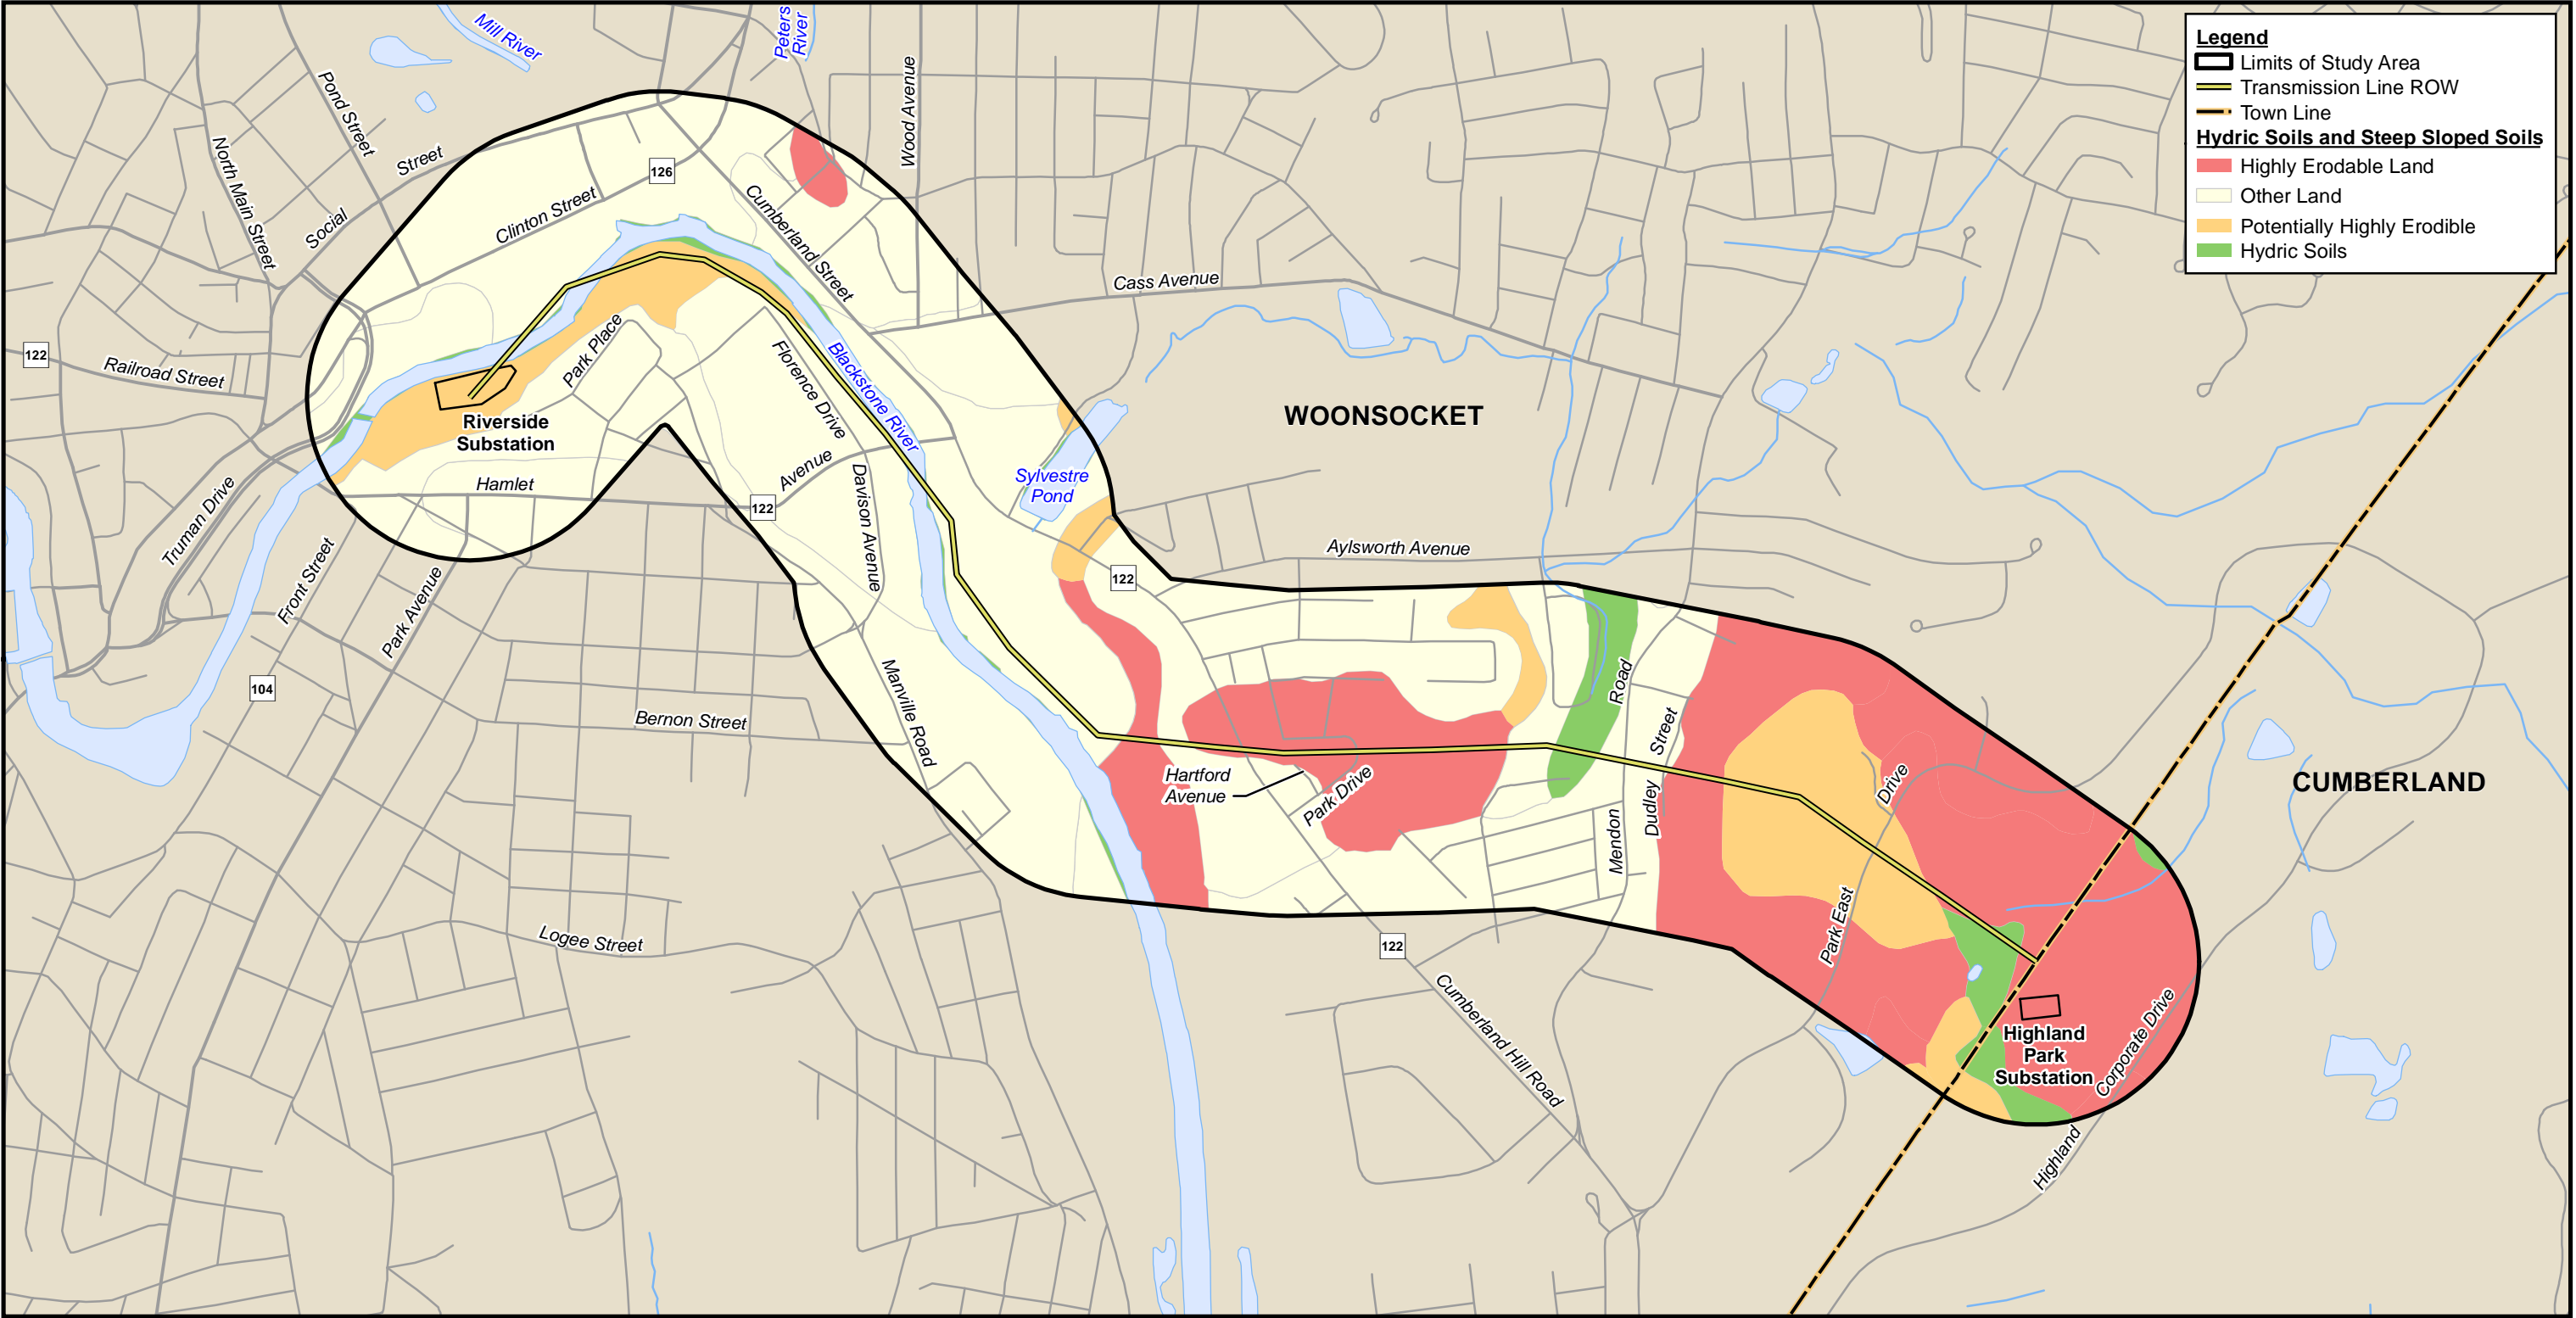 Mill River
Peters
River
Legend
Limits of Study Area
Transmission Line ROW
Town Line
Hydric Soils and Steep Sloped Soils
Highly Erodable Land
Other Land
Potentially Highly Erodible
Hydric Soils
Pond Street
Wood Avenue
North Main Street
Social
Street
126
Clinton Street
Cumberland Street
Cass Avenue
122
Railroad Street
Park Place
Florence Drive
Blackstone River
WOONSOCKET
Riverside
Substation
Hamlet
Avenue
122
Davison Avenue
Sylvestre
Pond
Truman Drive
Front Street
Park Avenue
Aylsworth Avenue
122
104
Bernon Street
Manville Road
Road
Street
Hartford
Avenue
Park Drive
Mendon
Dudley
Drive
CUMBERLAND
Park East
Logee Street
122
Cumberland Hill Road
Highland
Park
Substation
Corporate Drive
Highland